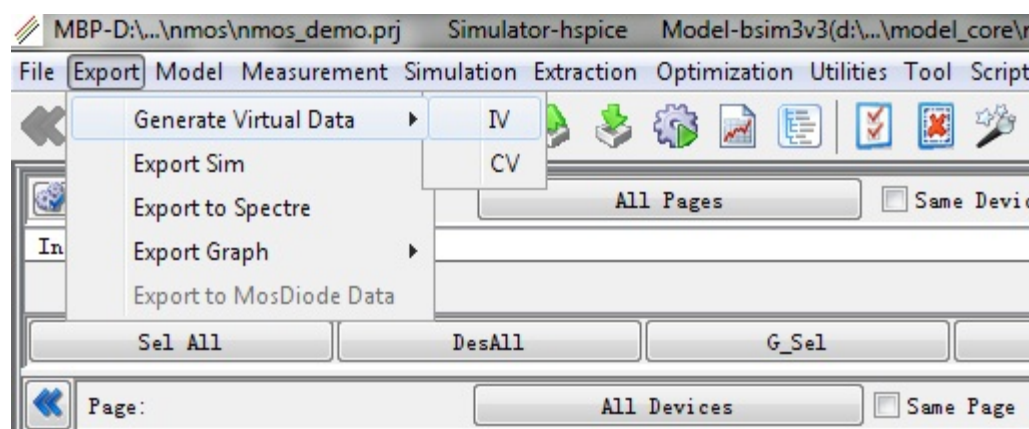 MBP-D:\...\nmos\nmos_demo.prj Simulator-hspice Model-bsim3v3(d:\...\model_core\
File Export Model Measurement Simulation Extraction Optimization Utilities Tool Script
Generate Virtual Data IV
Export Sim CV
All Pages Same Devic
Export to Spectre
In
Export Graph
Export to MosDiode Data
Sel All DesAll G_Sel
Page: All Devices Same Page